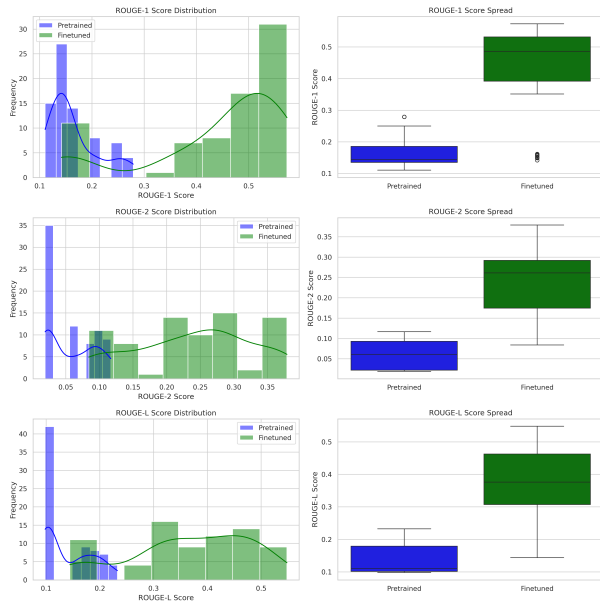 ROUGE-1 Score Distribution
Frequency
30
25
20
15
10
5
0
Pretrained
Finetuned
0.1 0.2 0.3 0.4 0.5
ROUGE-1 Score
ROUGE-1 Score Spread
ROUGE-1 Score
0.5
0.4
0.3
0.2
0.1
Pretrained Finetuned
ROUGE-2 Score Distribution
Frequency
35
30
25
20
15
10
5
0
Pretrained
Finetuned
0.05 0.10 0.15 0.20 0.25 0.30 0.35
ROUGE-2 Score
ROUGE-2 Score Spread
ROUGE-2 Score
0.35
0.30
0.25
0.20
0.15
0.10
0.05
Pretrained Finetuned
ROUGE-L Score Distribution
Frequency
40
35
30
25
20
15
10
5
0
Pretrained
Finetuned
0.1 0.2 0.3 0.4 0.5
ROUGE-L Score
ROUGE-L Score Spread
ROUGE-L Score
0.5
0.4
0.3
0.2
0.1
Pretrained Finetuned